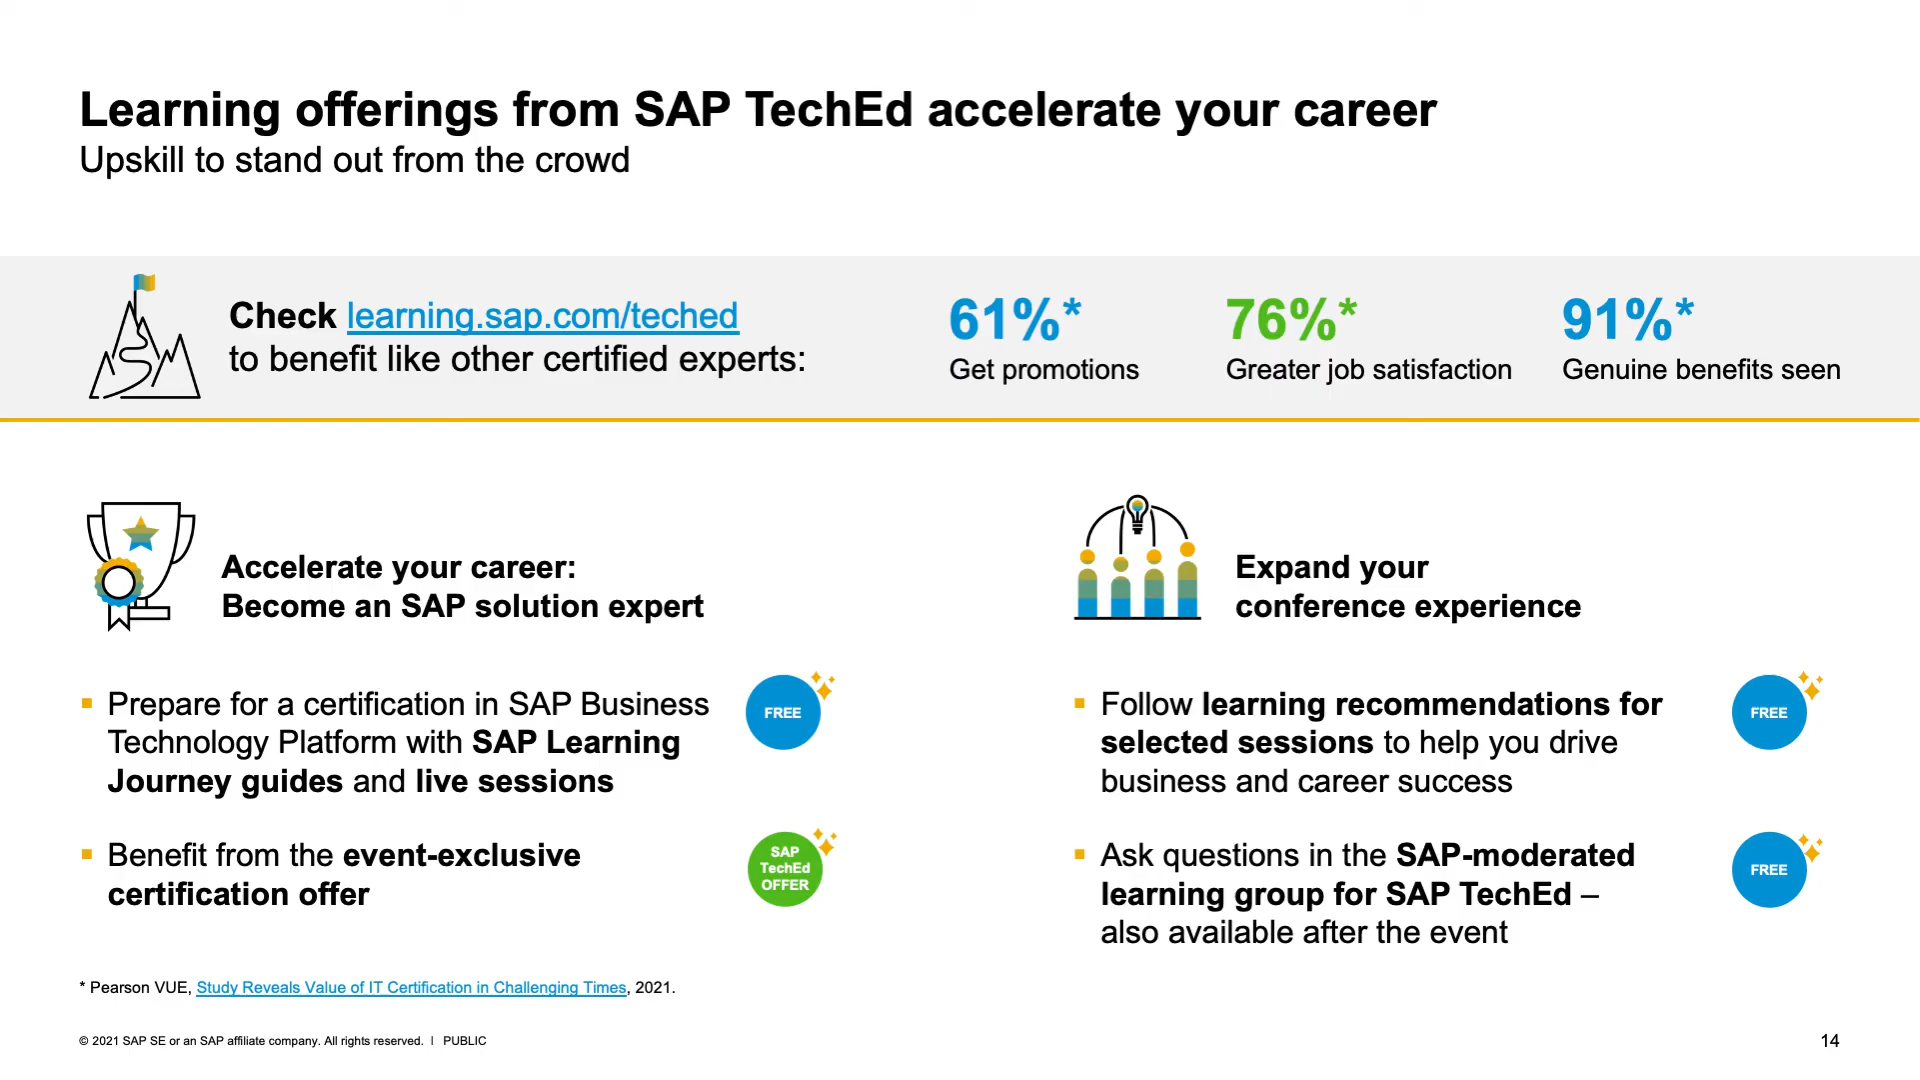 Learning offerings from SAP TechEd accelerate your career
Upskill to stand out from the crowd
Check learning.sap.com/teched
to benefit like other certified experts:
61%*
Get promotions
76%*
Greater job satisfaction
91%*
Genuine benefits seen
Accelerate your career:
Become an SAP solution expert
Prepare for a certification in SAP Business
Technology Platform with SAP Learning
Journey guides and live sessions
FREE
Benefit from the event-exclusive
certification offer
SAP
TechEd
OFFER
Expand your
conference experience
Follow learning recommendations for
selected sessions to help you drive
business and career success
FREE
Ask questions in the SAP-moderated
learning group for SAP TechEd –
also available after the event
FREE
* Pearson VUE, Study Reveals Value of IT Certification in Challenging Times, 2021.
© 2021 SAP SE or an SAP affiliate company. All rights reserved. | PUBLIC
14